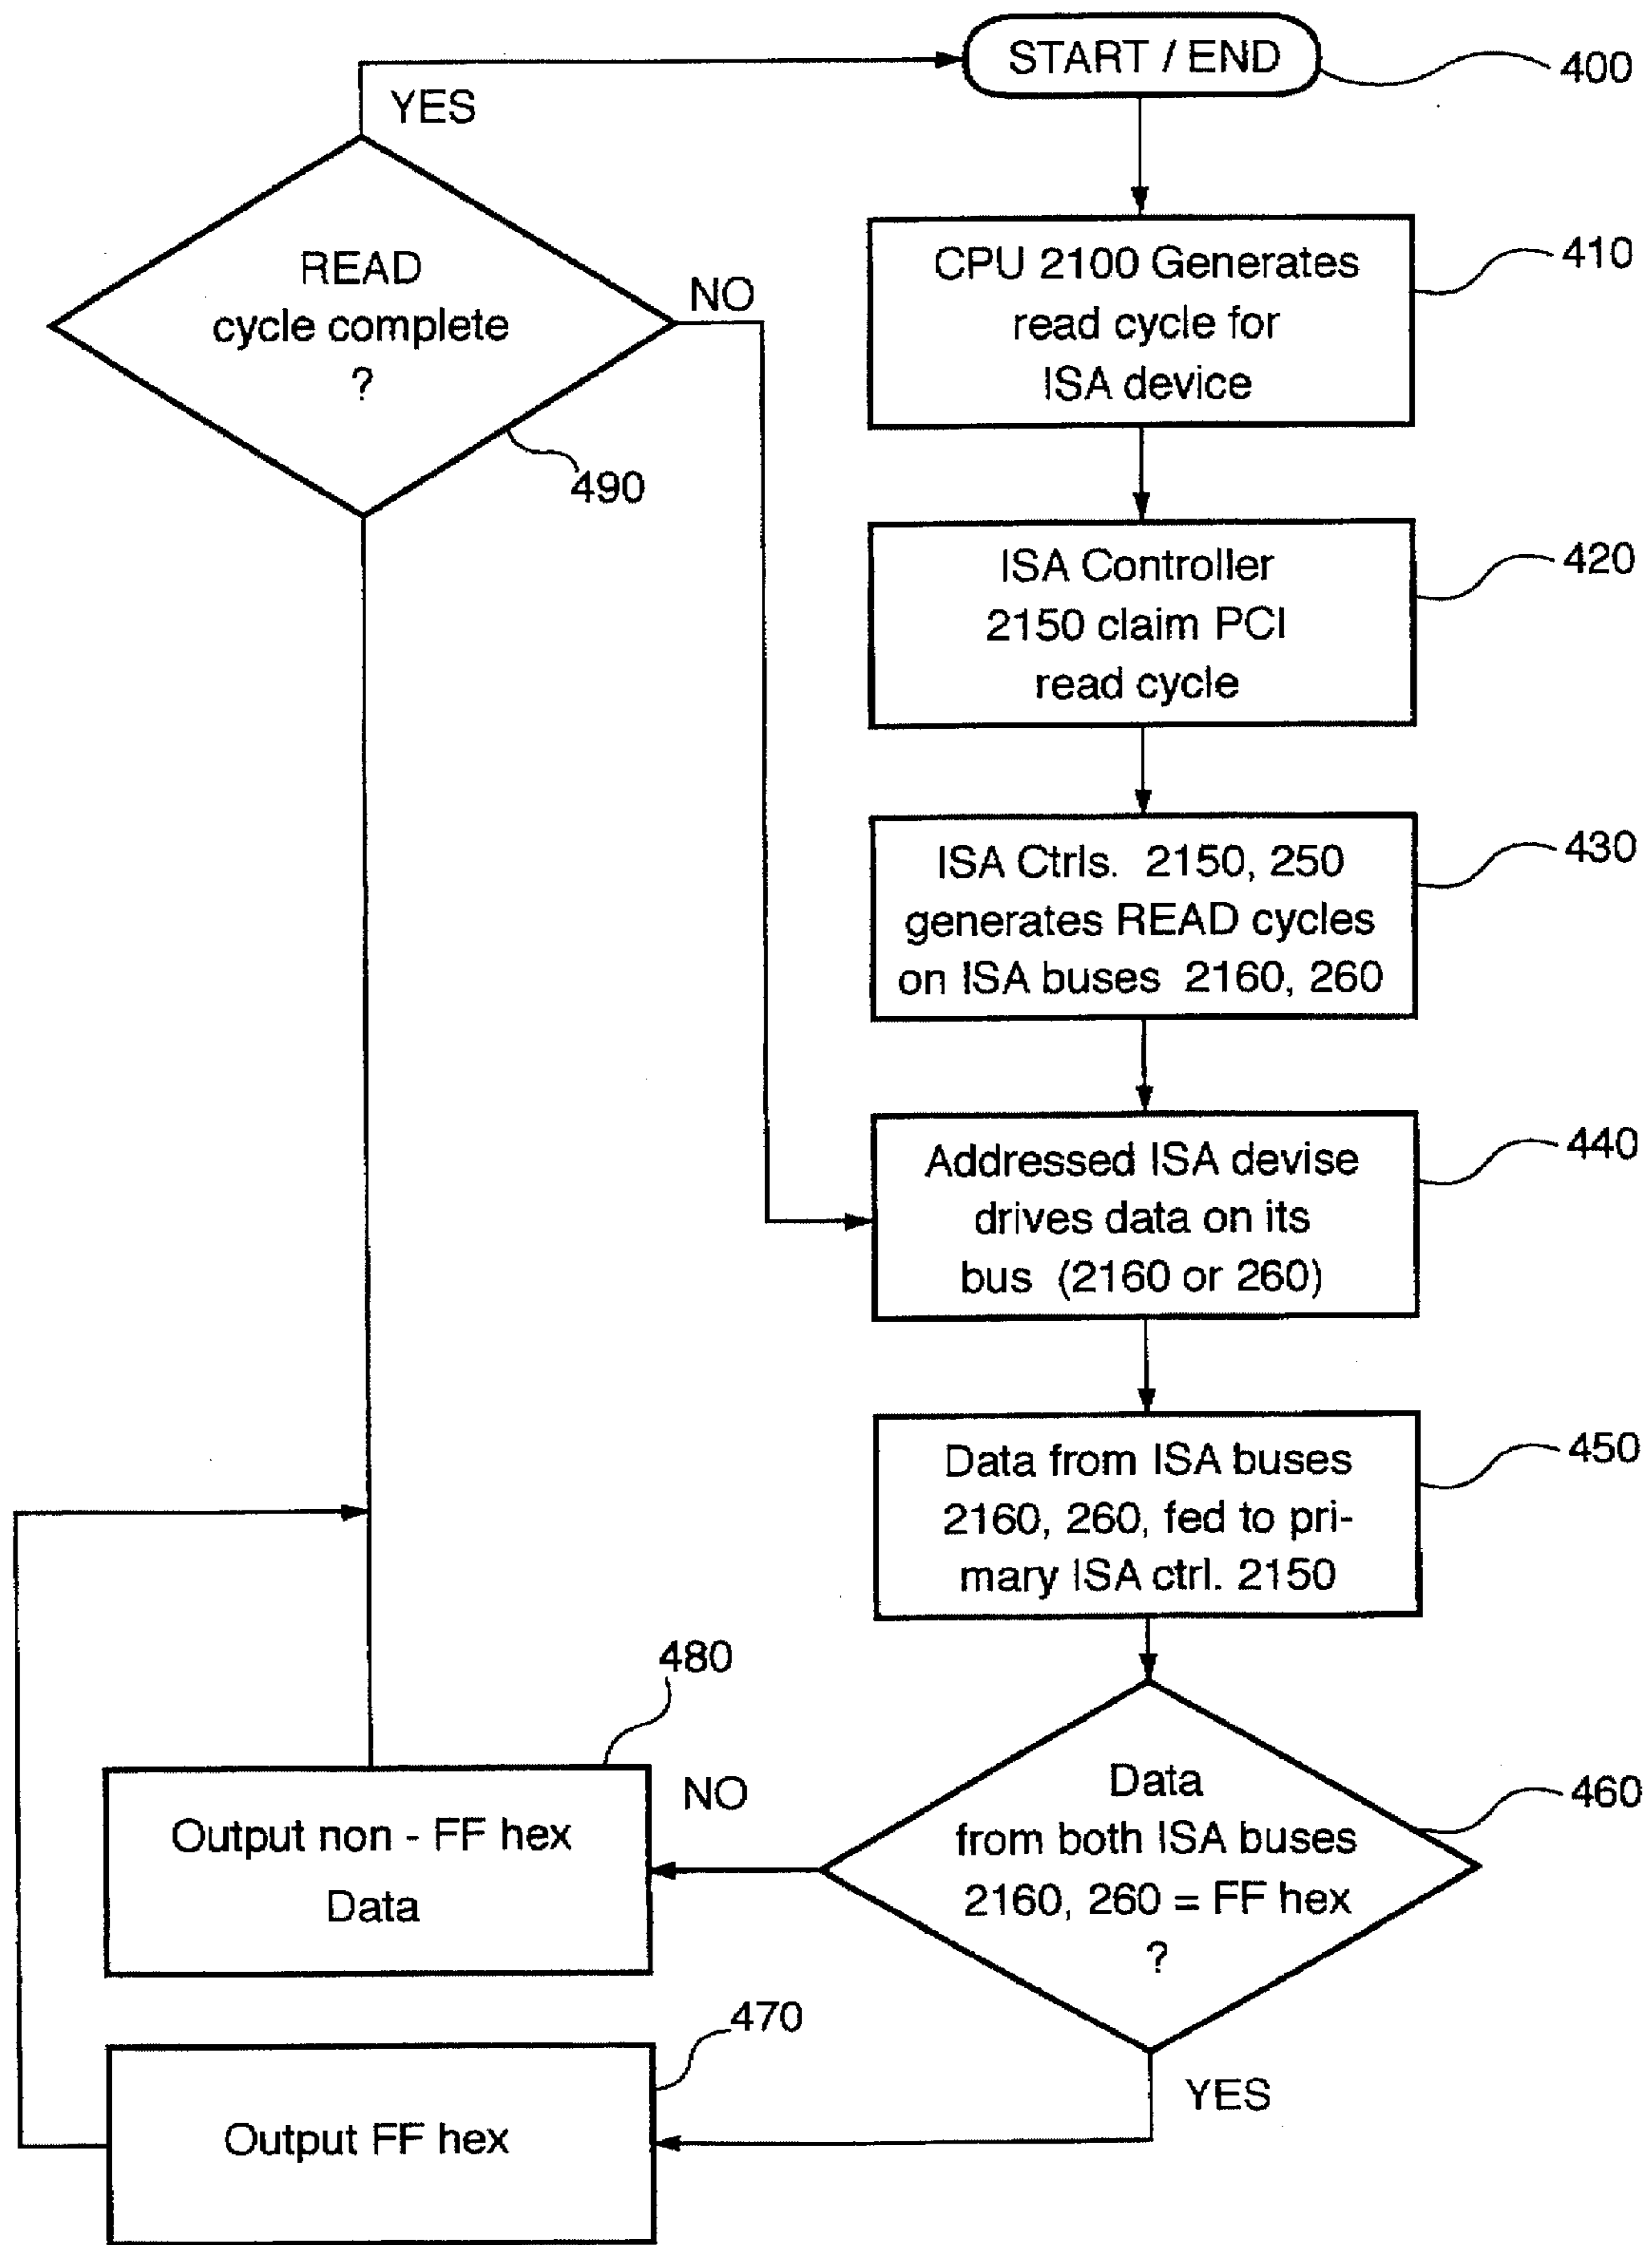 START / END
400
YES
CPU 2100 Generates
read cycle for
ISA device
410
READ
cycle complete
?
NO
490
ISA Controller
2150 claim PCI
read cycle
420
ISA Ctrls. 2150, 250
generates READ cycles
on ISA buses 2160, 260
430
Addressed ISA devise
drives data on its
bus (2160 or 260)
440
Data from ISA buses
2160, 260, fed to pri-
mary ISA ctrl. 2150
450
480
Data
from both ISA buses
2160, 260 = FF hex
?
460
NO
Output non - FF hex
Data
470
YES
Output FF hex